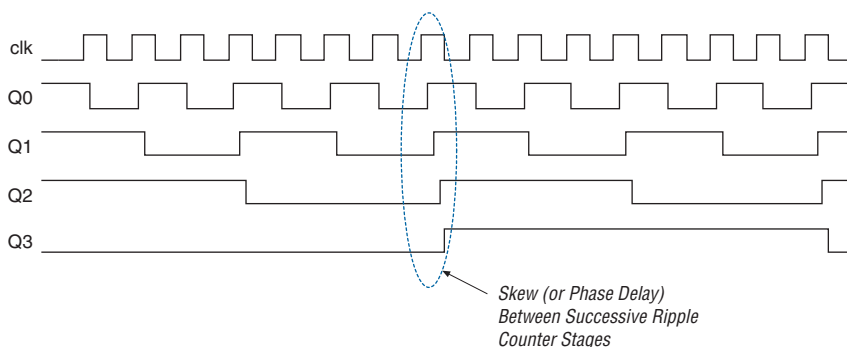 clk
Q0
Q1
Q2
Q3
Skew (or Phase Delay)
Between Successive Ripple
Counter Stages